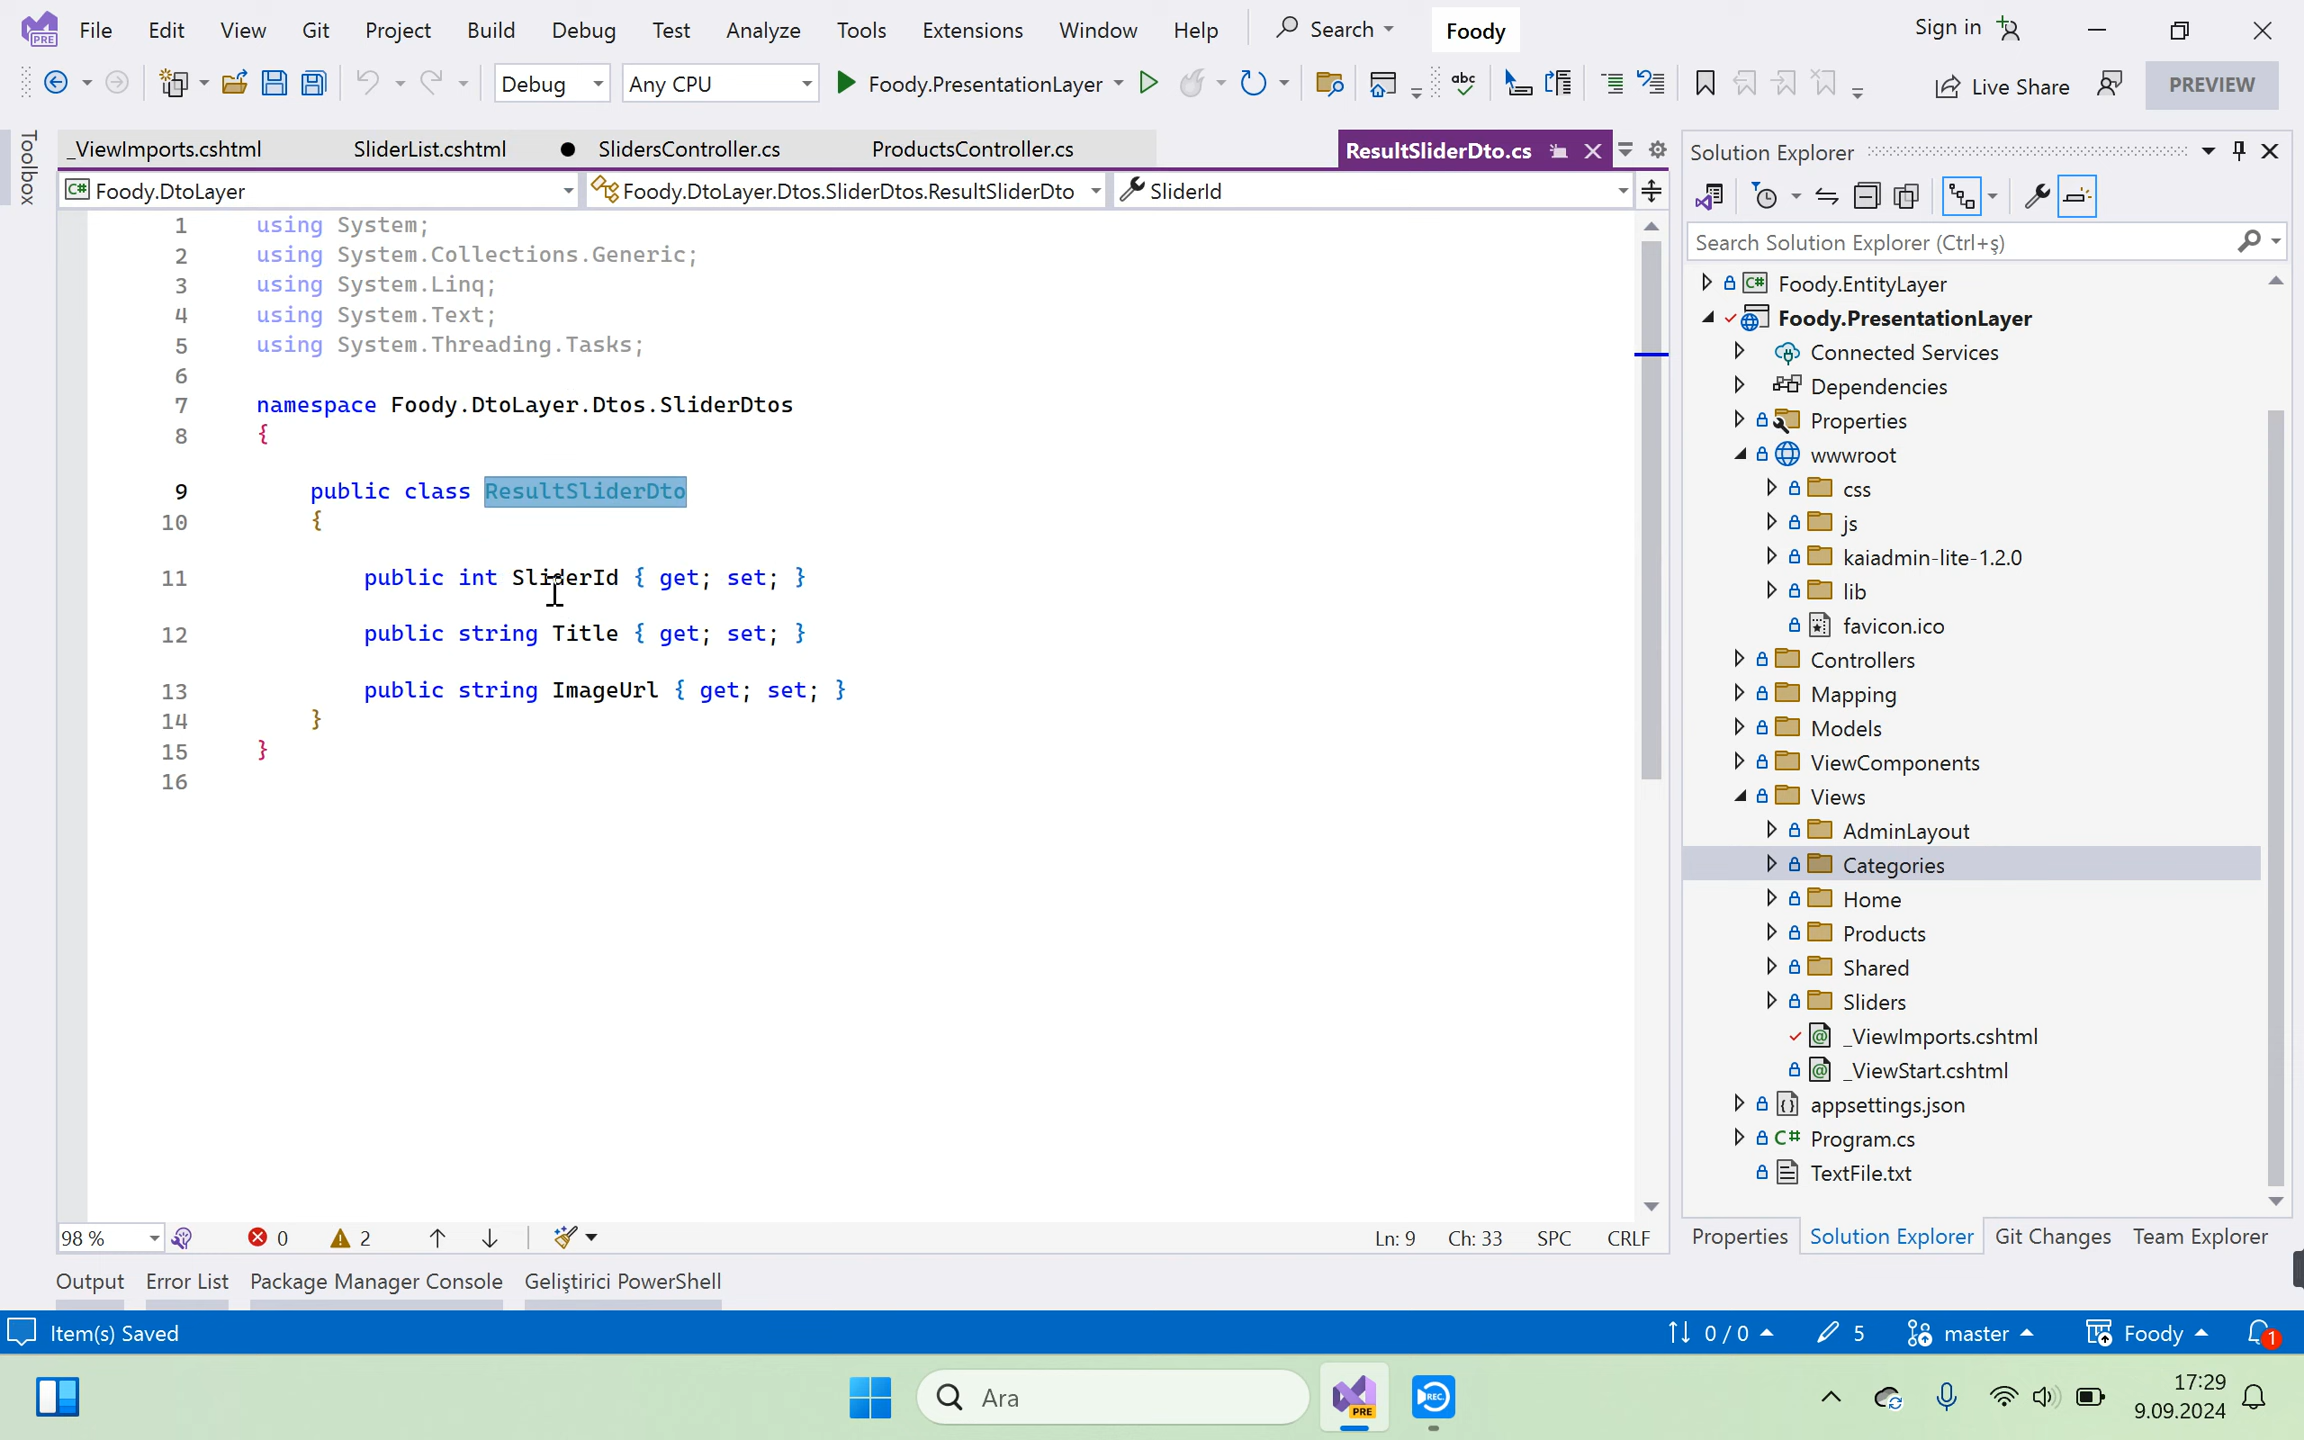 File Edit View Git Project Build Debug Test Analyze Tools Extensions Window Help Search Foody Sign in
PRE
Debug Any CPU Foody.PresentationLayer abc Live Share PREVIEW
Toolbox
_ViewImports.cshtml SliderList.cshtml SlidersController.cs ProductsController.cs ResultSliderDto.cs
C# Foody.DtoLayer Foody.DtoLayer.Dtos.SliderDtos.ResultSliderDto SliderId
1 using System;
2 using System.Collections.Generic;
3 using System.Linq;
4 using System.Text;
5 using System.Threading.Tasks;
6
7 namespace Foody.DtoLayer.Dtos.SliderDtos
8 {
9 public class ResultSliderDto
10 {
11 public int SliderId { get; set; }
12 public string Title { get; set; }
13 public string ImageUrl { get; set; }
14 }
15 }
16
98 % 0 2 Ln: 9 Ch: 33 SPC CRLF
Solution Explorer
Search Solution Explorer (Ctrl+ş)
C# Foody.EntityLayer
Foody.PresentationLayer
Connected Services
Dependencies
Properties
wwwroot
css
js
kaiadmin-lite-1.2.0
lib
favicon.ico
Controllers
Mapping
Models
ViewComponents
Views
AdminLayout
Categories
Home
Products
Shared
Sliders
@ _ViewImports.cshtml
@ _ViewStart.cshtml
appsettings.json
C# Program.cs
TextFile.txt
Properties Solution Explorer Git Changes Team Explorer
Output Error List Package Manager Console Geliştirici PowerShell
Item(s) Saved 0 / 0 5 master Foody 1
Ara PRE REC 17:29
9.09.2024